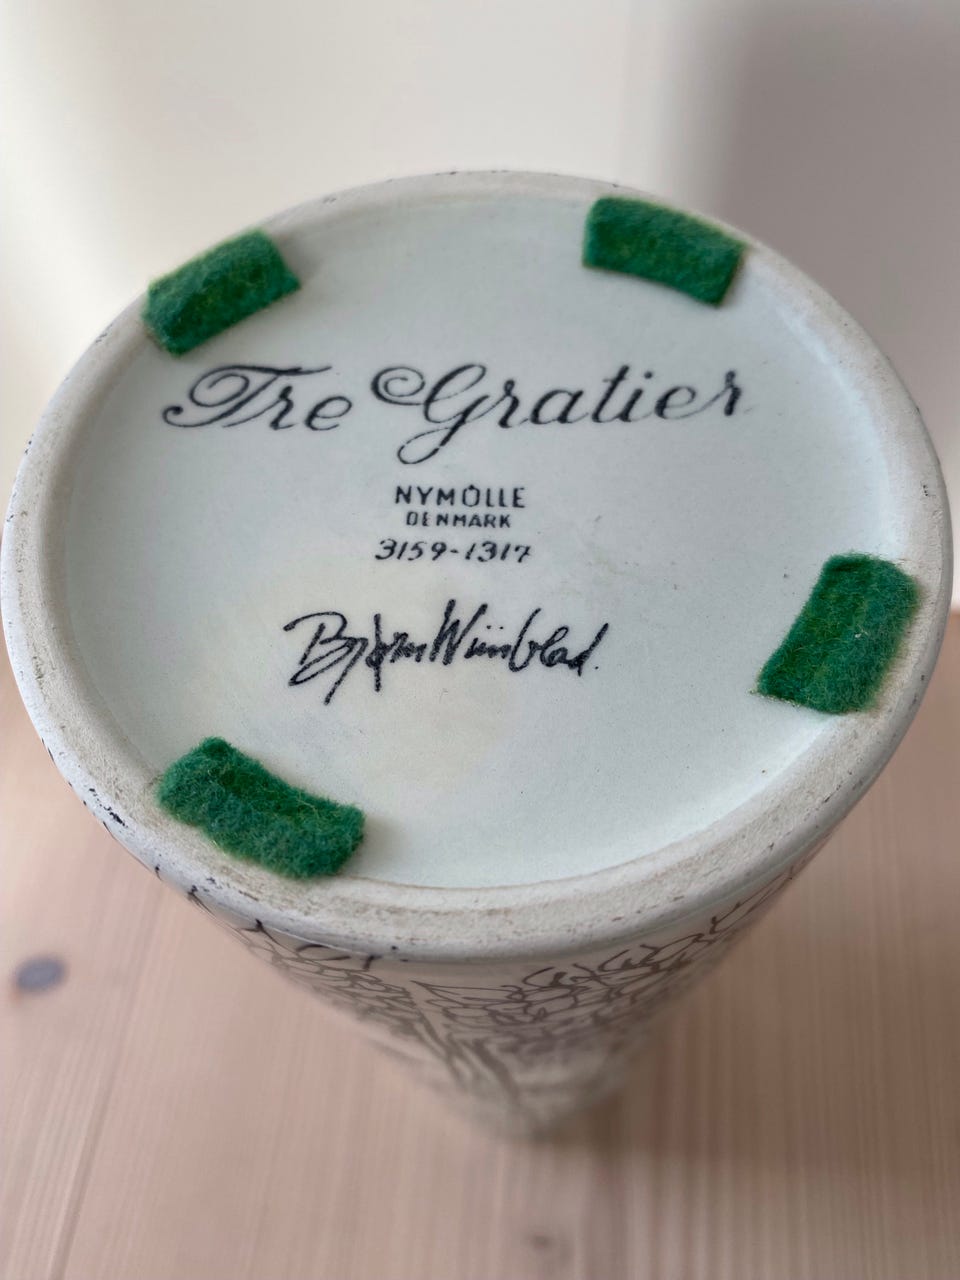 Tre Gratier
NYMÖLLE
DENMARK
3159-1317
Bjørn Wiinblad.